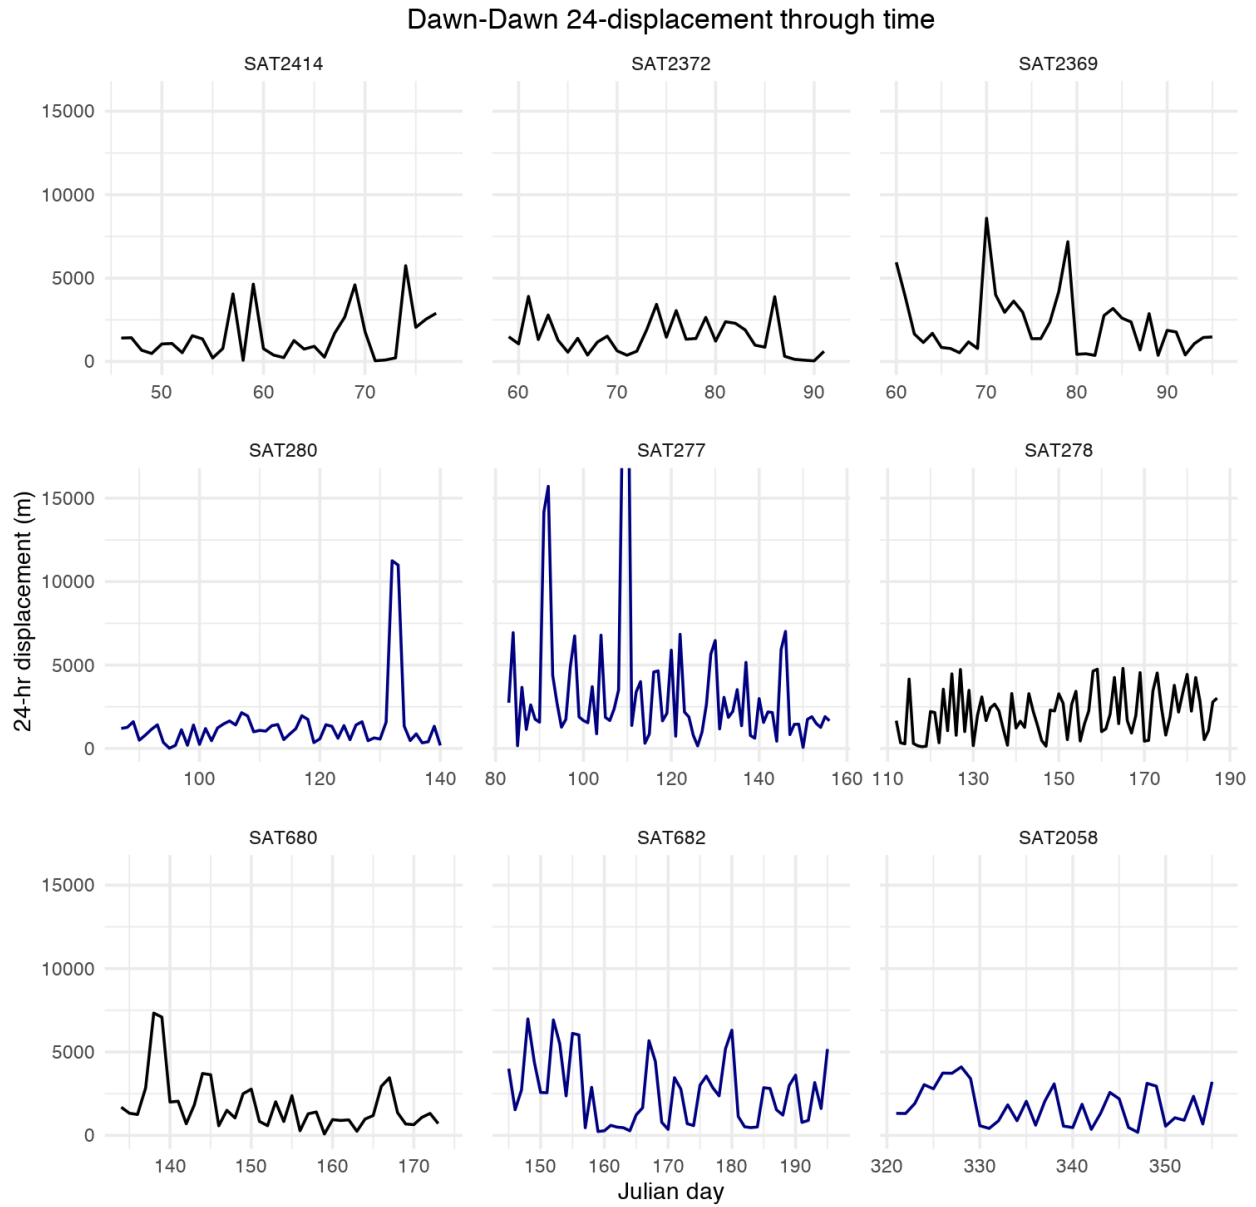 Dawn-Dawn 24-displacement through time
SAT2414 SAT2372 SAT2369
15000
10000
5000
0
50 60 70 60 70 80 90 60 70 80 90
SAT280 SAT277 SAT278
24-hr displacement (m)
15000
10000
5000
0
100 120 140 80 100 120 140 160 110 130 150 170 190
SAT680 SAT682 SAT2058
15000
10000
5000
0
140 150 160 170 150 160 170 180 190 320 330 340 350
Julian day